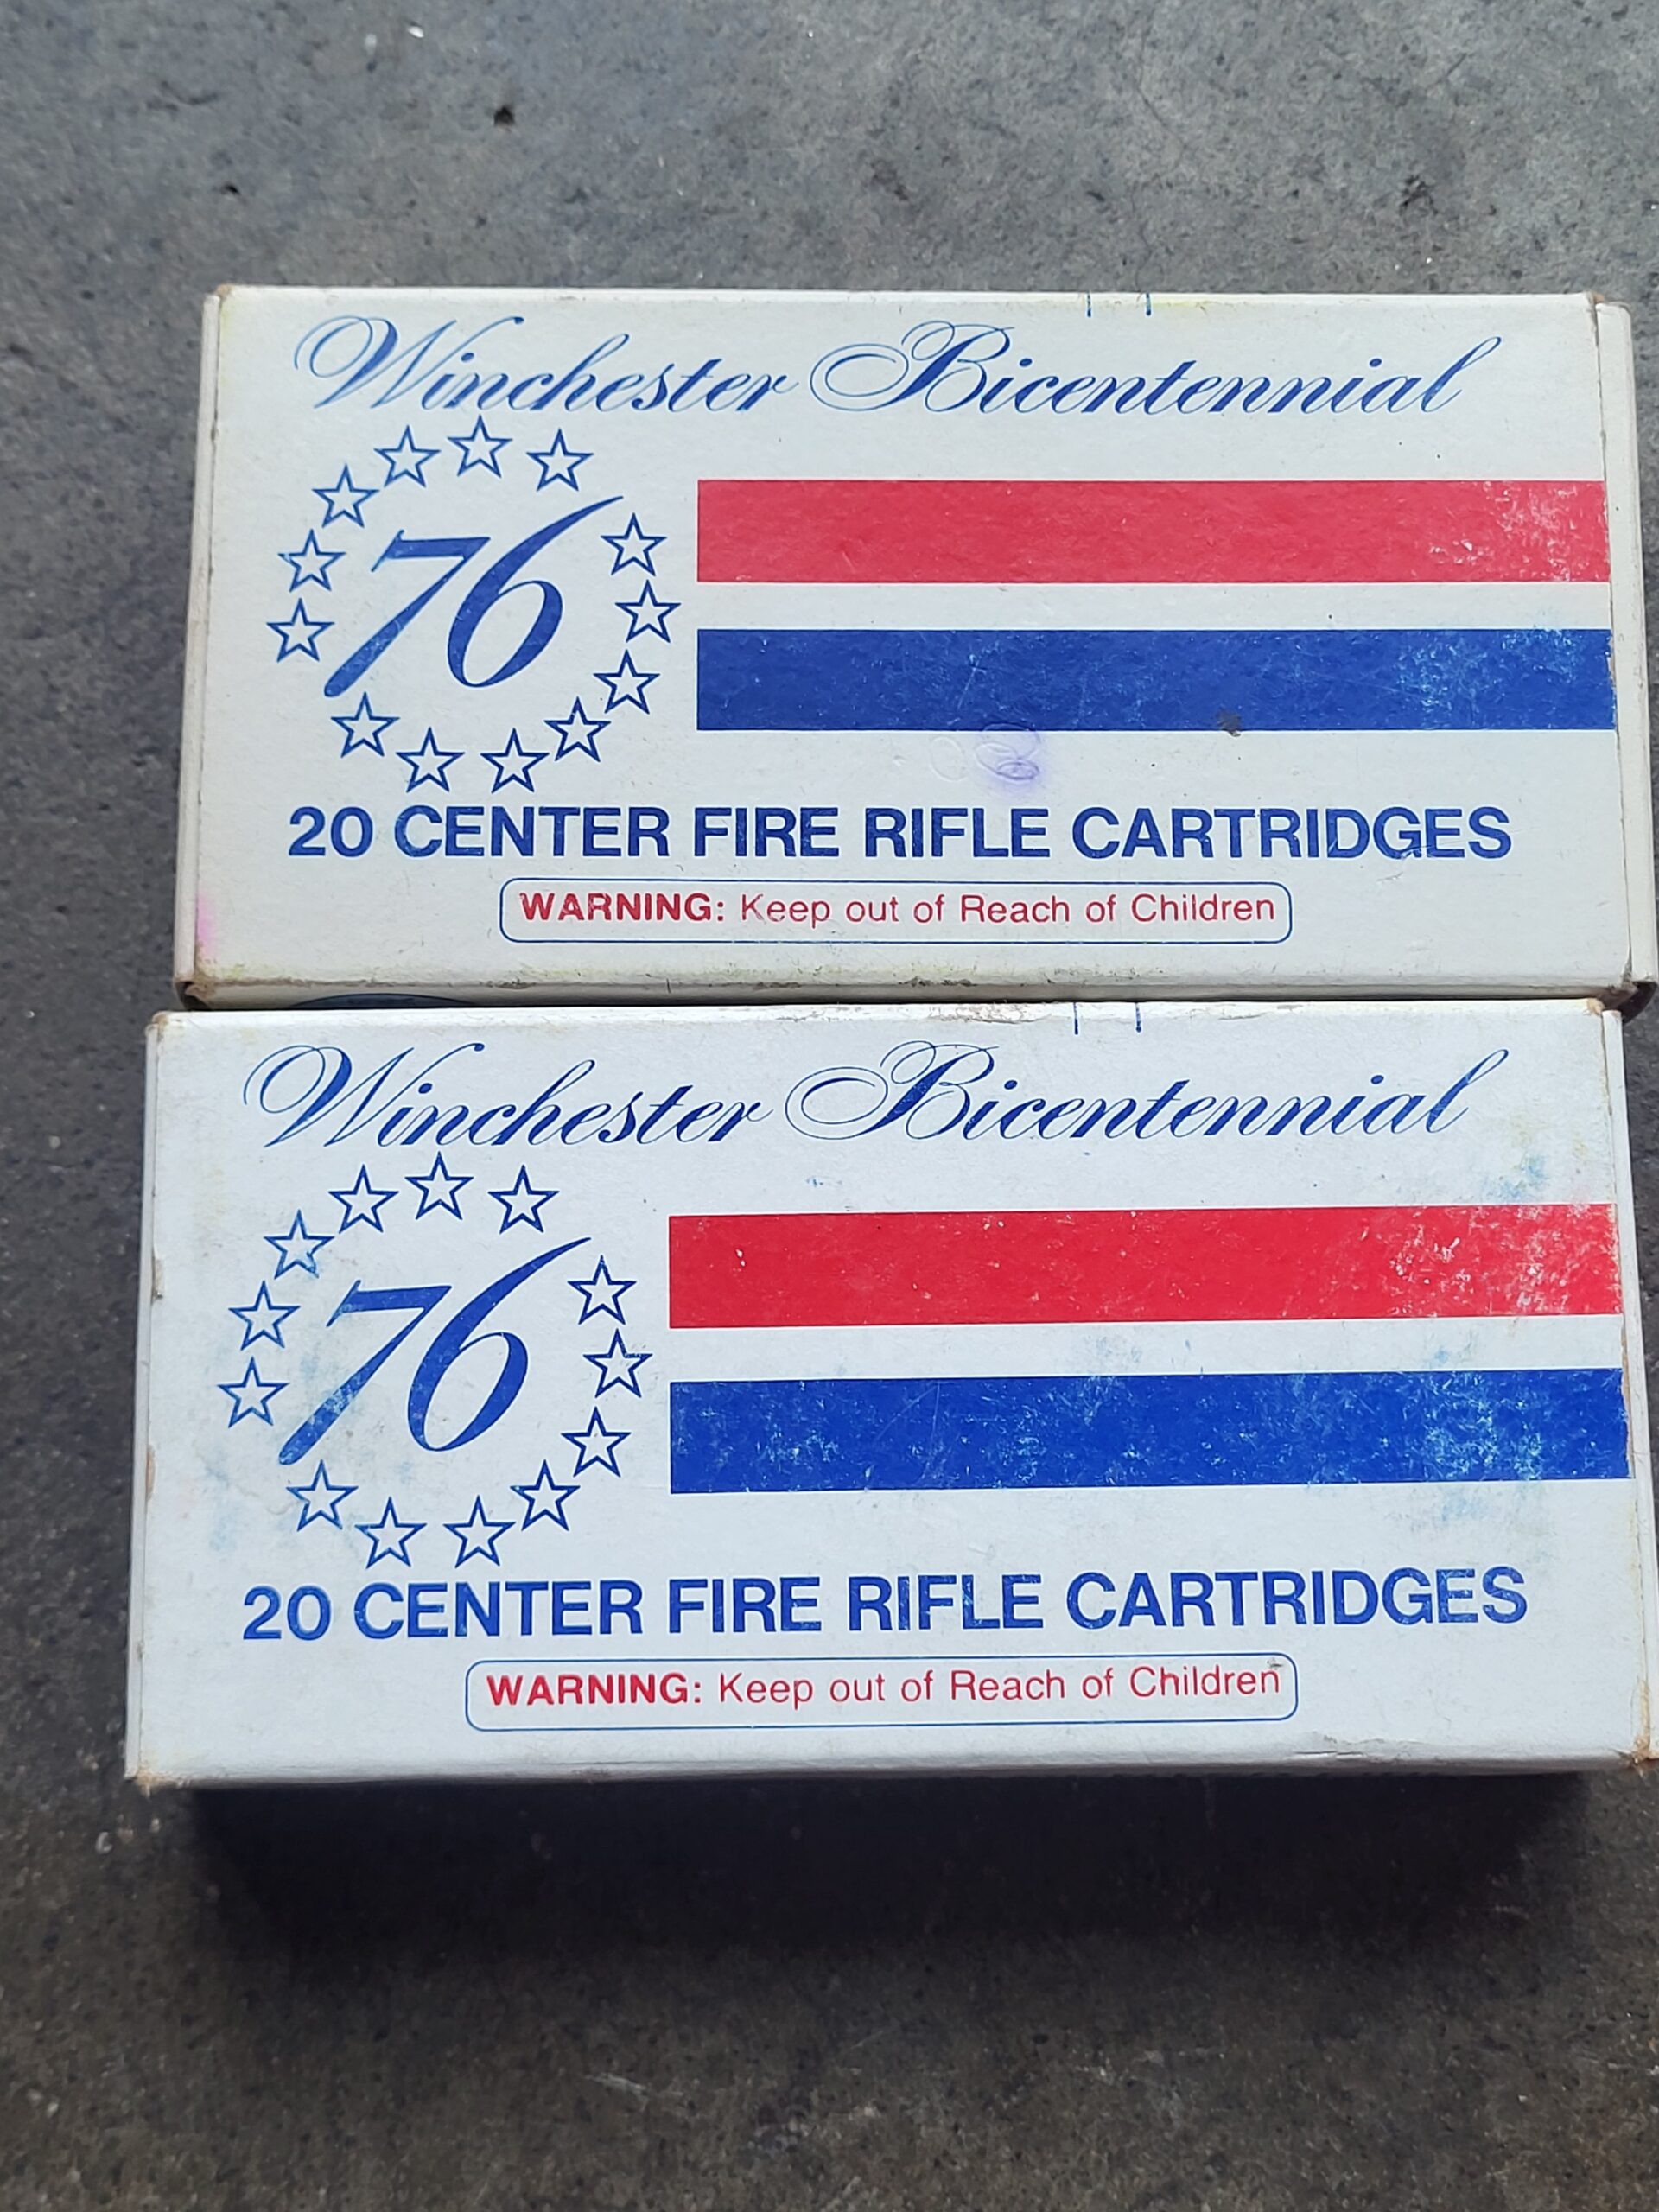 Winchester Bicentennial
76
20 CENTER FIRE RIFLE CARTRIDGES
WARNING: Keep out of Reach of Children
Winchester Bicentennial
76
20 CENTER FIRE RIFLE CARTRIDGES
WARNING: Keep out of Reach of Children